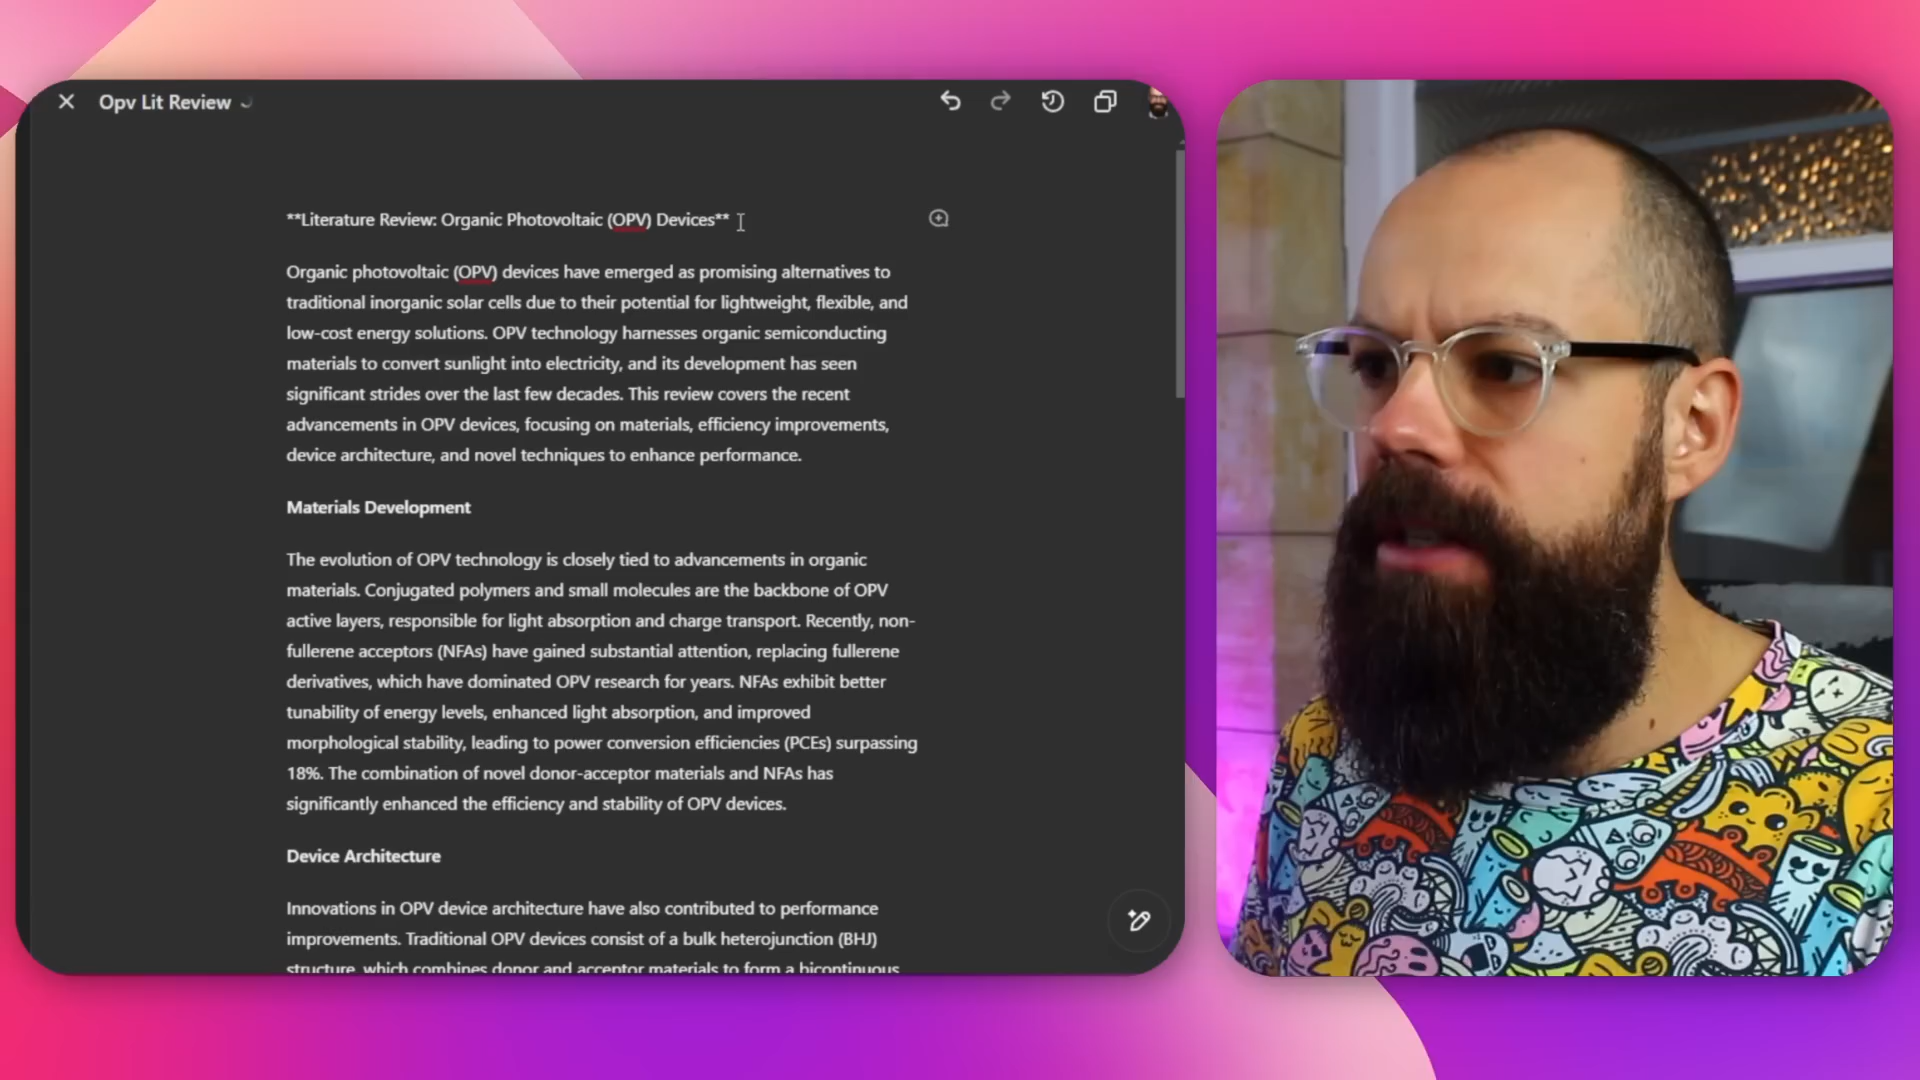 Opv Lit Review
**Literature Review: Organic Photovoltaic (OPV) Devices**
Organic photovoltaic (OPV) devices have emerged as promising alternatives to
traditional inorganic solar cells due to their potential for lightweight, flexible, and
low-cost energy solutions. OPV technology harnesses organic semiconducting
materials to convert sunlight into electricity, and its development has seen
significant strides over the last few decades. This review covers the recent
advancements in OPV devices, focusing on materials, efficiency improvements,
device architecture, and novel techniques to enhance performance.
Materials Development
The evolution of OPV technology is closely tied to advancements in organic
materials. Conjugated polymers and small molecules are the backbone of OPV
active layers, responsible for light absorption and charge transport. Recently, non-
fullerene acceptors (NFAs) have gained substantial attention, replacing fullerene
derivatives, which have dominated OPV research for years. NFAs exhibit better
tunability of energy levels, enhanced light absorption, and improved
morphological stability, leading to power conversion efficiencies (PCEs) surpassing
18%. The combination of novel donor-acceptor materials and NFAs has
significantly enhanced the efficiency and stability of OPV devices.
Device Architecture
Innovations in OPV device architecture have also contributed to performance
improvements. Traditional OPV devices consist of a bulk heterojunction (BHJ)
structure, which combines donor and acceptor materials to form a bicontinuous